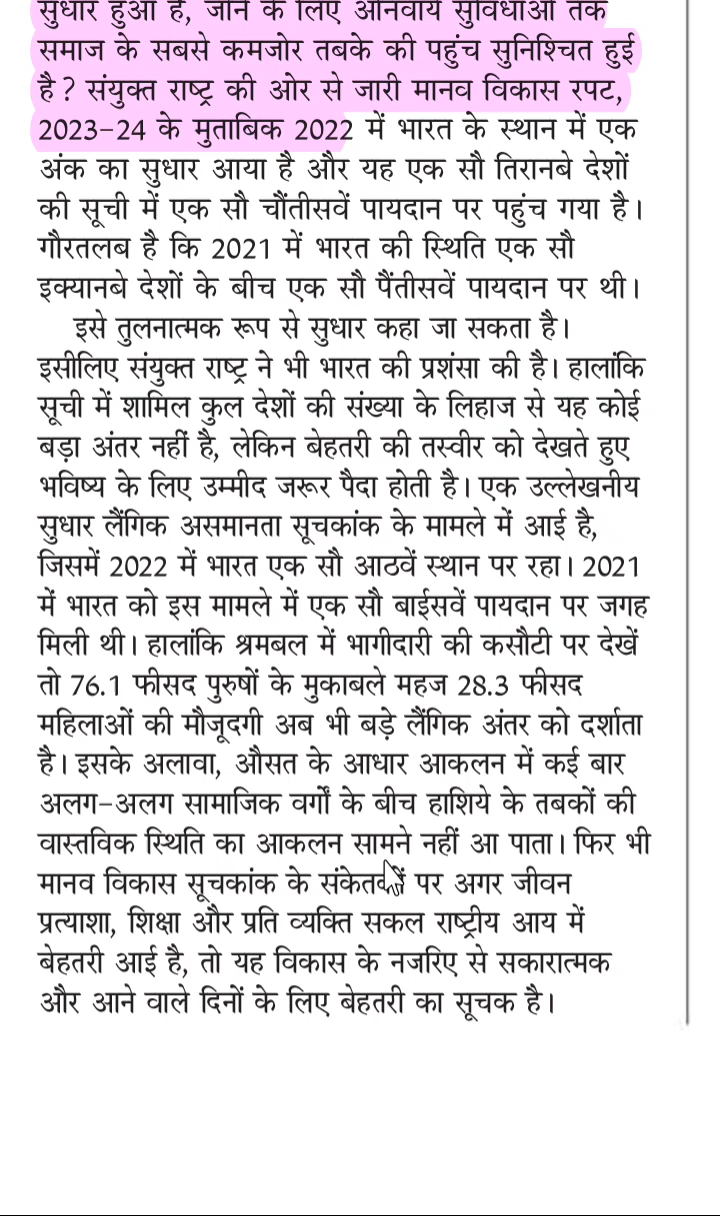 सुधार हुआ है, जीने के लिए अनिवार्य सुविधाओं तक
समाज के सबसे कमजोर तबके की पहुंच सुनिश्चित हुई
है? संयुक्त राष्ट्र की ओर से जारी मानव विकास रपट,
2023-24 के मुताबिक 2022 में भारत के स्थान में एक
अंक का सुधार आया है और यह एक सौ तिरानबे देशों
की सूची में एक सौ चौंतीसवें पायदान पर पहुंच गया है।
गौरतलब है कि 2021 में भारत की स्थिति एक सौ
इक्यानबे देशों के बीच एक सौ पैंतीसवें पायदान पर थी।
इसे तुलनात्मक रूप से सुधार कहा जा सकता है।
इसीलिए संयुक्त राष्ट्र ने भी भारत की प्रशंसा की है। हालांकि
सूची में शामिल कुल देशों की संख्या के लिहाज से यह कोई
बड़ा अंतर नहीं है, लेकिन बेहतरी की तस्वीर को देखते हुए
भविष्य के लिए उम्मीद जरूर पैदा होती है। एक उल्लेखनीय
सुधार लैंगिक असमानता सूचकांक के मामले में आई है,
जिसमें 2022 में भारत एक सौ आठवें स्थान पर रहा। 2021
में भारत को इस मामले में एक सौ बाईसवें पायदान पर जगह
मिली थी। हालांकि श्रमबल में भागीदारी की कसौटी पर देखें
तो 76.1 फीसद पुरुषों के मुकाबले महज 28.3 फीसद
महिलाओं की मौजूदगी अब भी बड़े लैंगिक अंतर को दर्शाता
है। इसके अलावा, औसत के आधार आकलन में कई बार
अलग-अलग सामाजिक वर्गों के बीच हाशिये के तबकों की
वास्तविक स्थिति का आकलन सामने नहीं आ पाता। फिर भी
मानव विकास सूचकांक के संकेतकों पर अगर जीवन
प्रत्याशा, शिक्षा और प्रति व्यक्ति सकल राष्ट्रीय आय में
बेहतरी आई है, तो यह विकास के नजरिए से सकारात्मक
और आने वाले दिनों के लिए बेहतरी का सूचक है।